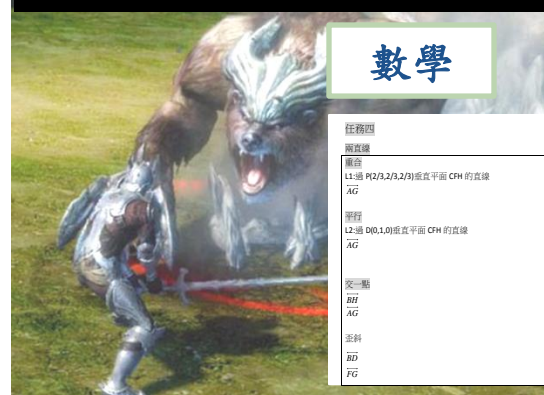 數學
任務四
兩直線
重合
L1:過 P(2/3,2/3,2/3)垂直平面 CFH 的直線
AG
平行
L2:過 D(0,1,0)垂直平面 CFH 的直線
AG
交一點
BH
AG
歪斜
BD
FG